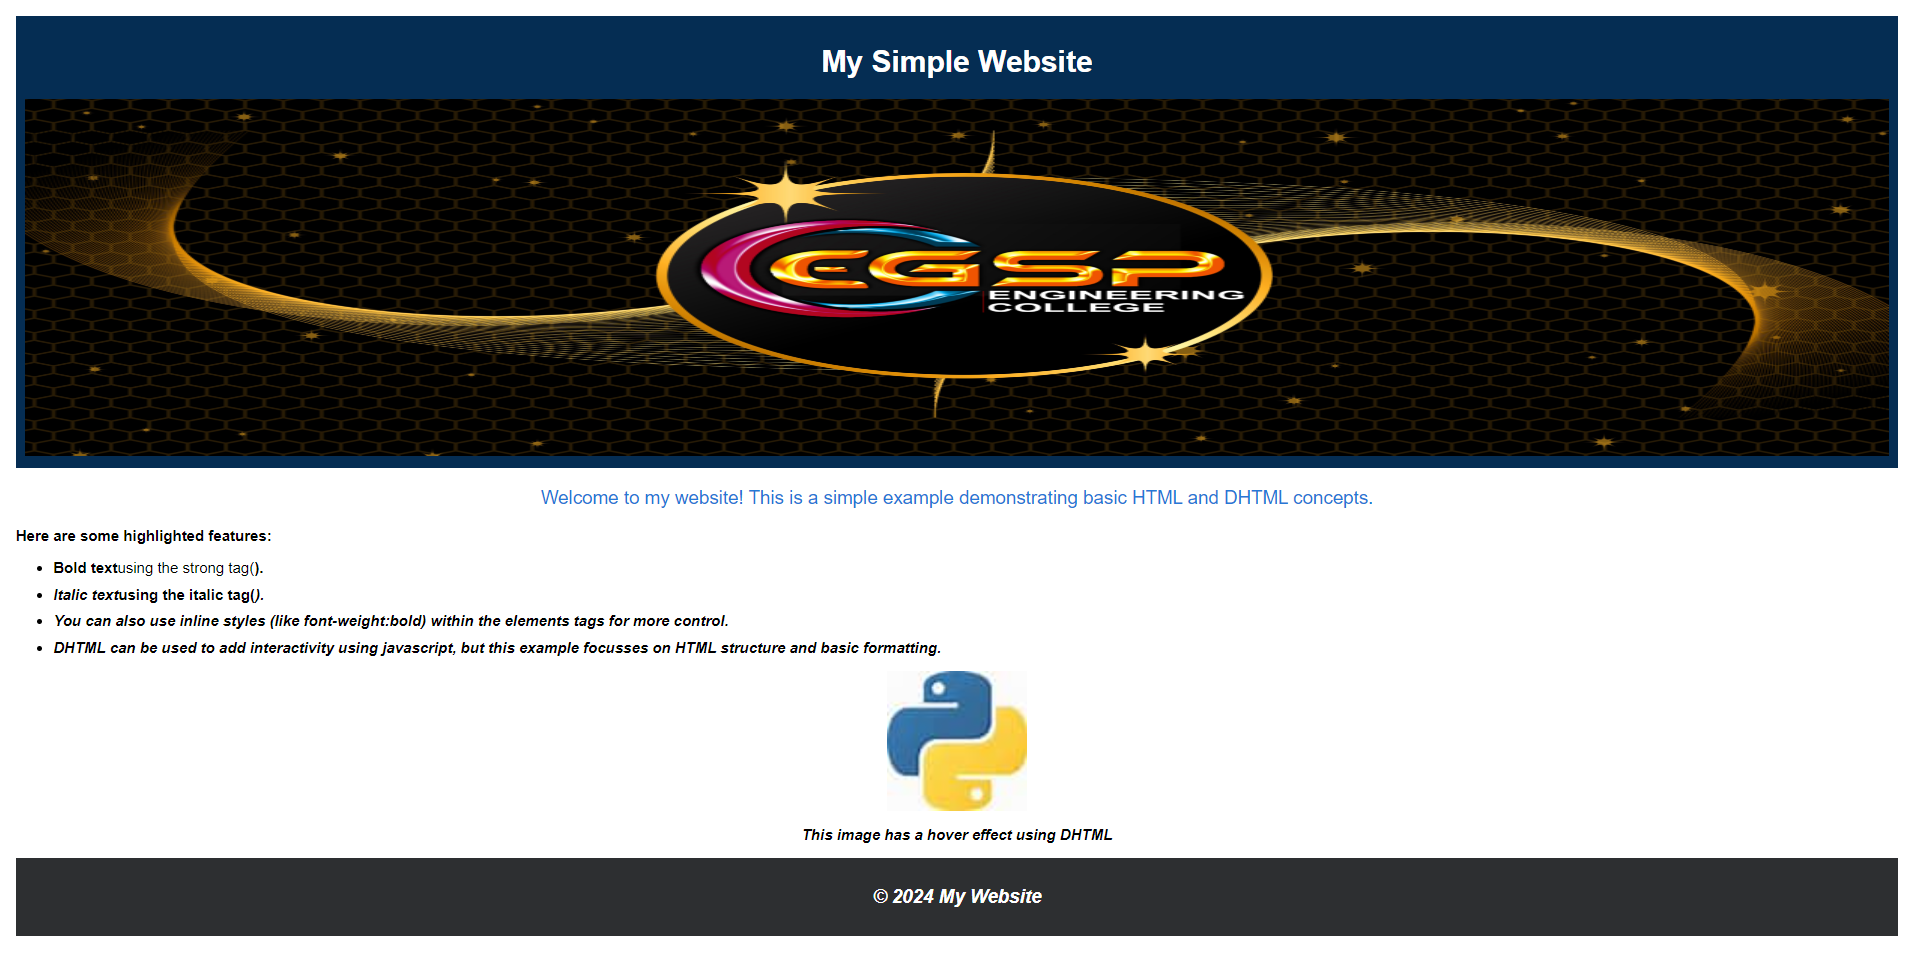 My Simple Website
EGSP
ENGINEERING
COLLEGE
Welcome to my website! This is a simple example demonstrating basic HTML and DHTML concepts.
Here are some highlighted features:
• Bold textusing the strong tag().
• Italic textusing the italic tag().
• You can also use inline styles (like font-weight:bold) within the elements tags for more control.
• DHTML can be used to add interactivity using javascript, but this example focusses on HTML structure and basic formatting.
This image has a hover effect using DHTML
© 2024 My Website